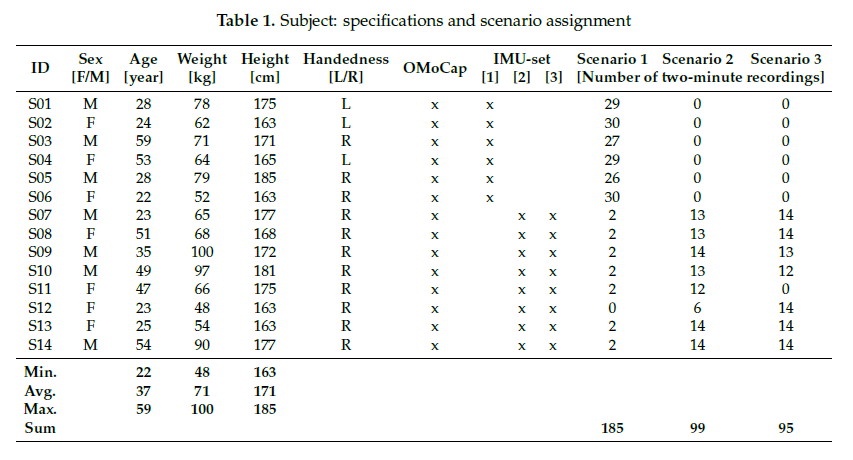 Table 1. Subject: specifications and scenario assignment
ID Sex [F/M] Age [year] Weight [kg] Height [cm] Handedness [L/R] OMoCap IMU-set [1] [2] [3] Scenario 1 Scenario 2 Scenario 3 [Number of two-minute recordings]
S01 M 28 78 175 L x x 29 0 0
S02 F 24 62 163 L x x 30 0 0
S03 M 59 71 171 R x x 27 0 0
S04 F 53 64 165 L x x 29 0 0
S05 M 28 79 185 R x x 26 0 0
S06 F 22 52 163 R x x 30 0 0
S07 M 23 65 177 R x x x 2 13 14
S08 F 51 68 168 R x x x 2 13 14
S09 M 35 100 172 R x x x 2 14 13
S10 M 49 97 181 R x x x 2 13 12
S11 F 47 66 175 R x x x 2 12 0
S12 F 23 48 163 R x x x 0 6 14
S13 F 25 54 163 R x x x 2 14 14
S14 M 54 90 177 R x x x 2 14 14
Min. 22 48 163
Avg. 37 71 171
Max. 59 100 185
Sum 185 99 95